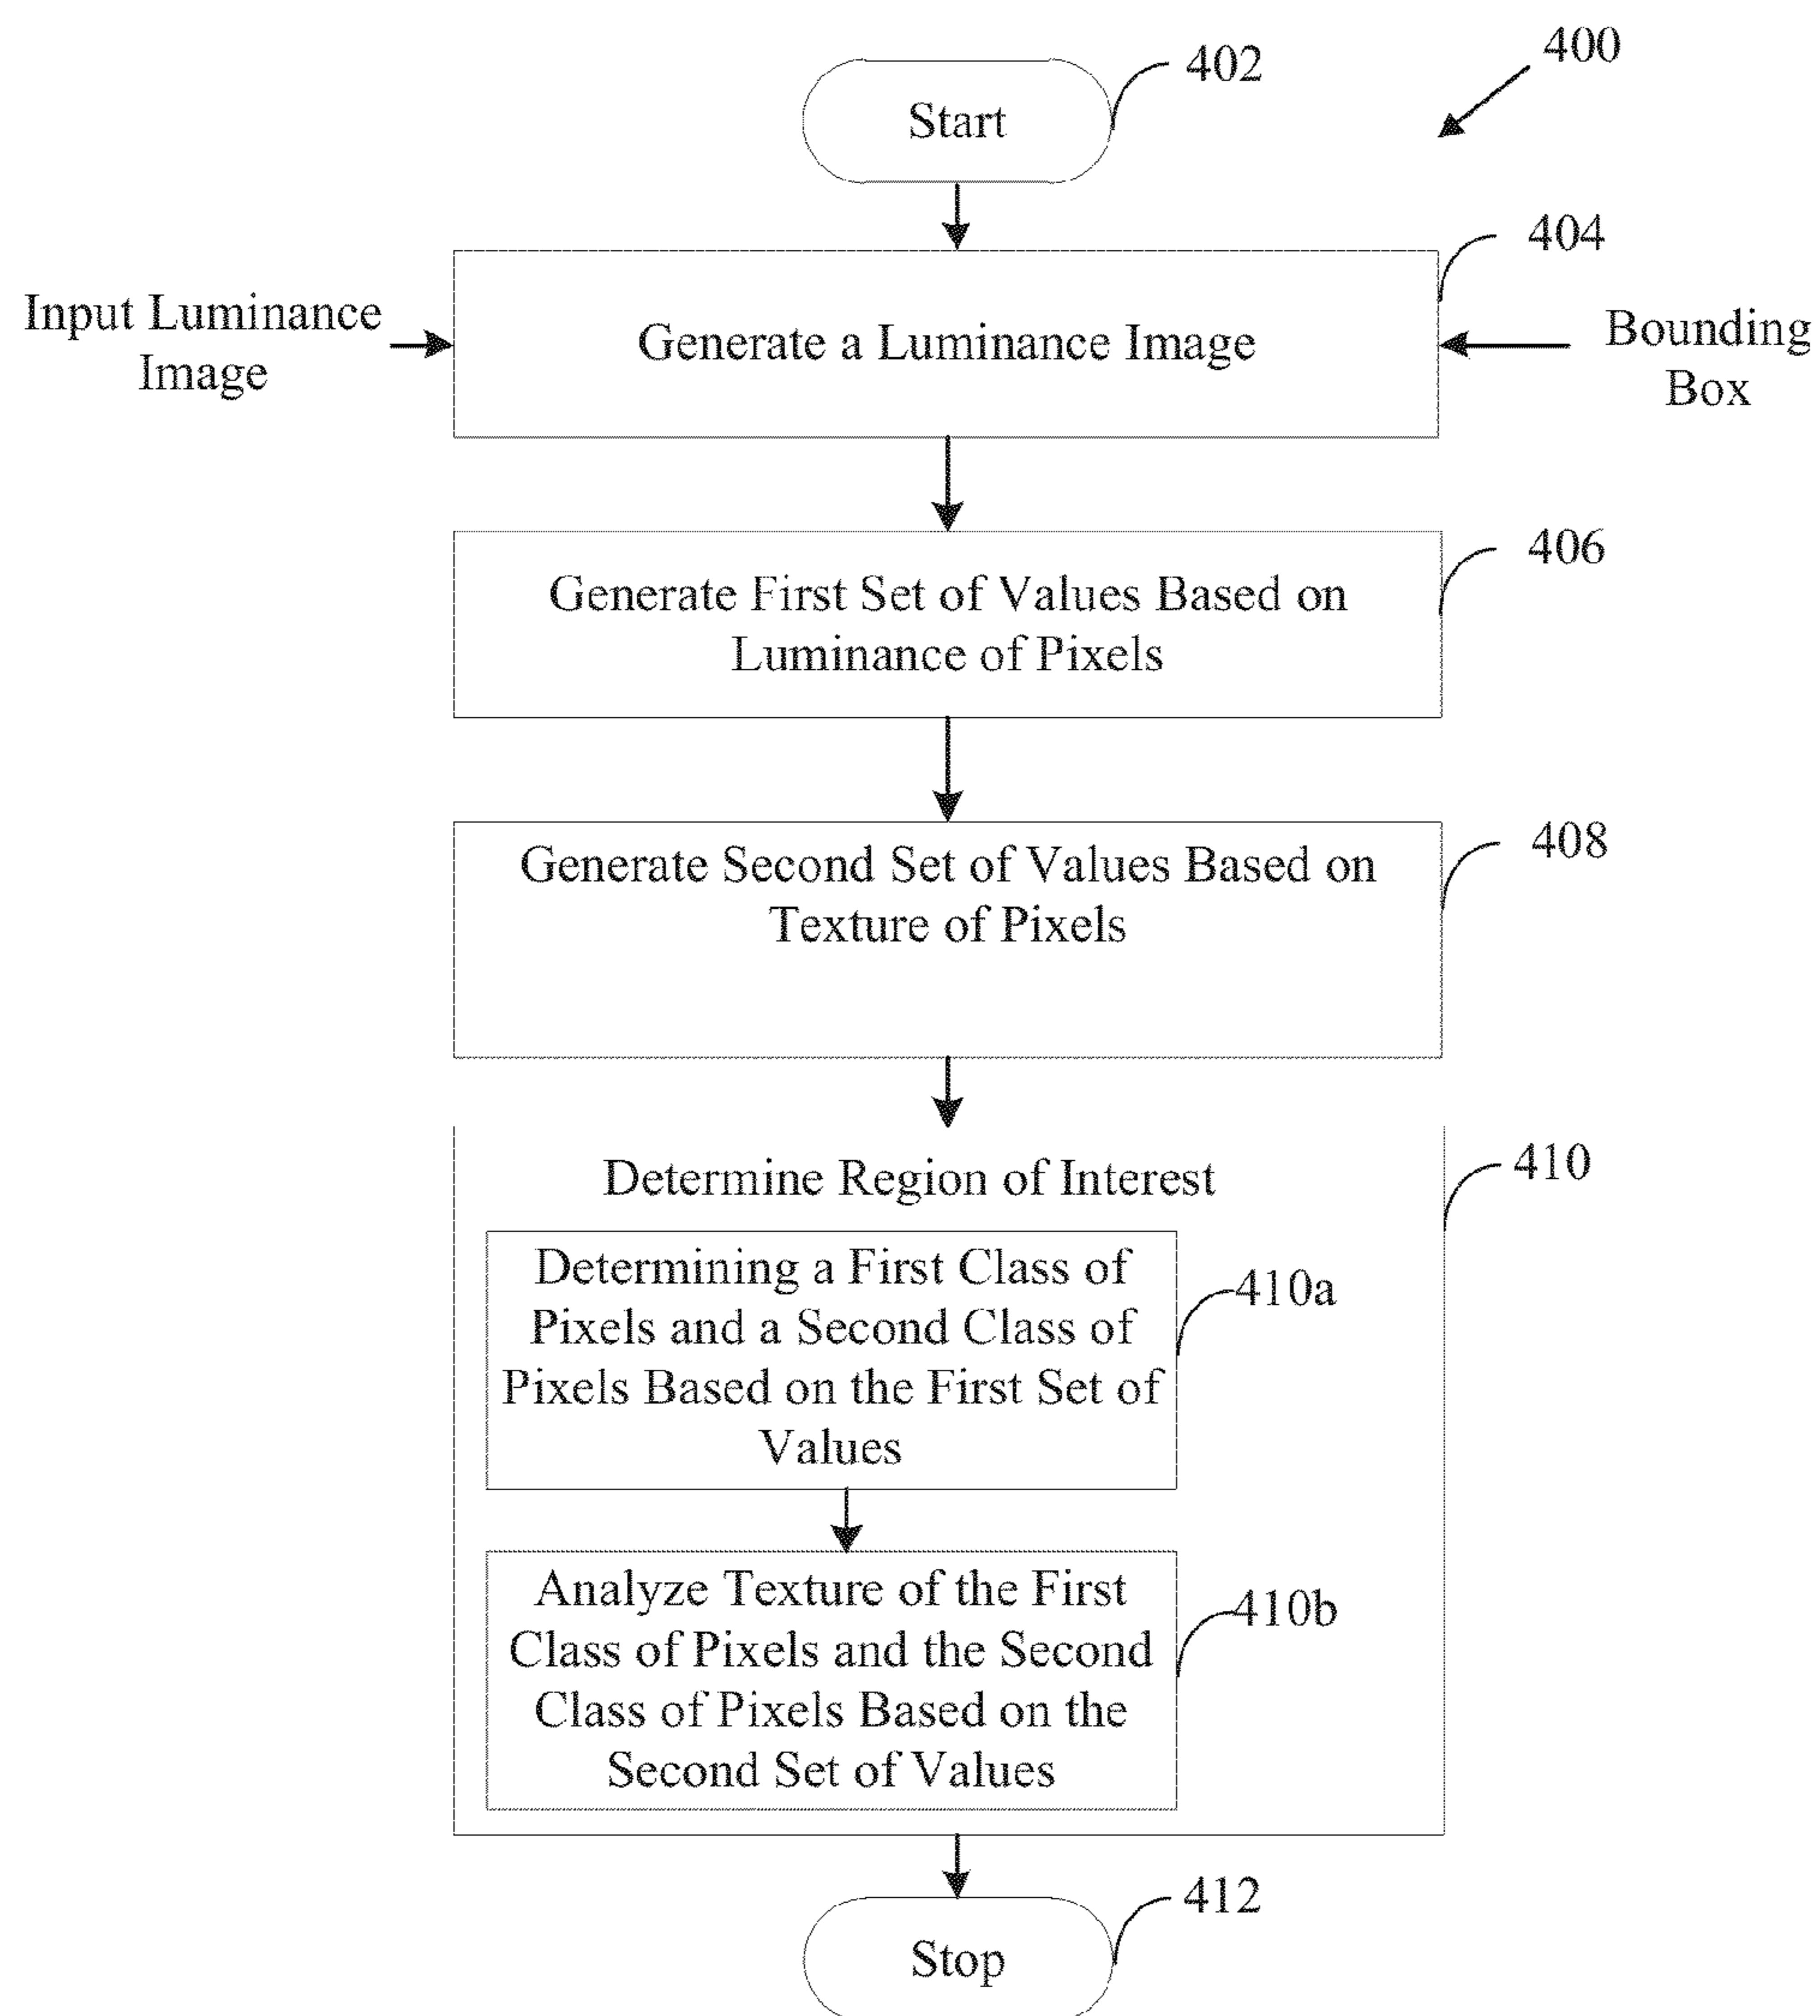 400
402
Start
404
Input Luminance
Image
Generate a Luminance Image
Bounding
Box
406
Generate First Set of Values Based on
Luminance of Pixels
408
Generate Second Set of Values Based on
Texture of Pixels
410
Determine Region of Interest
Determining a First Class of
Pixels and a Second Class of
Pixels Based on the First Set of
Values
410a
Analyze Texture of the First
Class of Pixels and the Second
Class of Pixels Based on the
Second Set of Values
410b
412
Stop